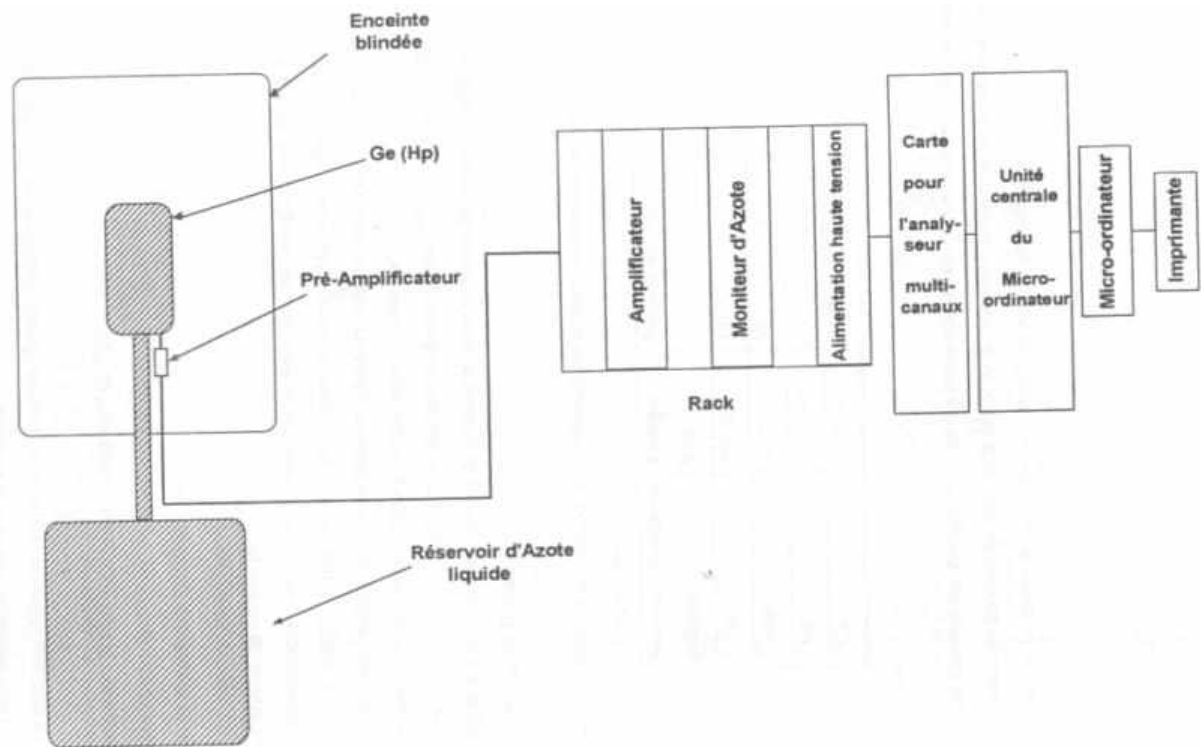 Enceinte
blindée
Ge (Hp)
Pré-Amplificateur
Réservoir d'Azote
liquide
Amplificateur
Moniteur d'Azote
Alimentation haute tension
Rack
Carte
pour
l'analy-
seur
multi-
canaux
Unité
centrale
du
Micro-
ordinateur
Micro-ordinateur
Imprimante